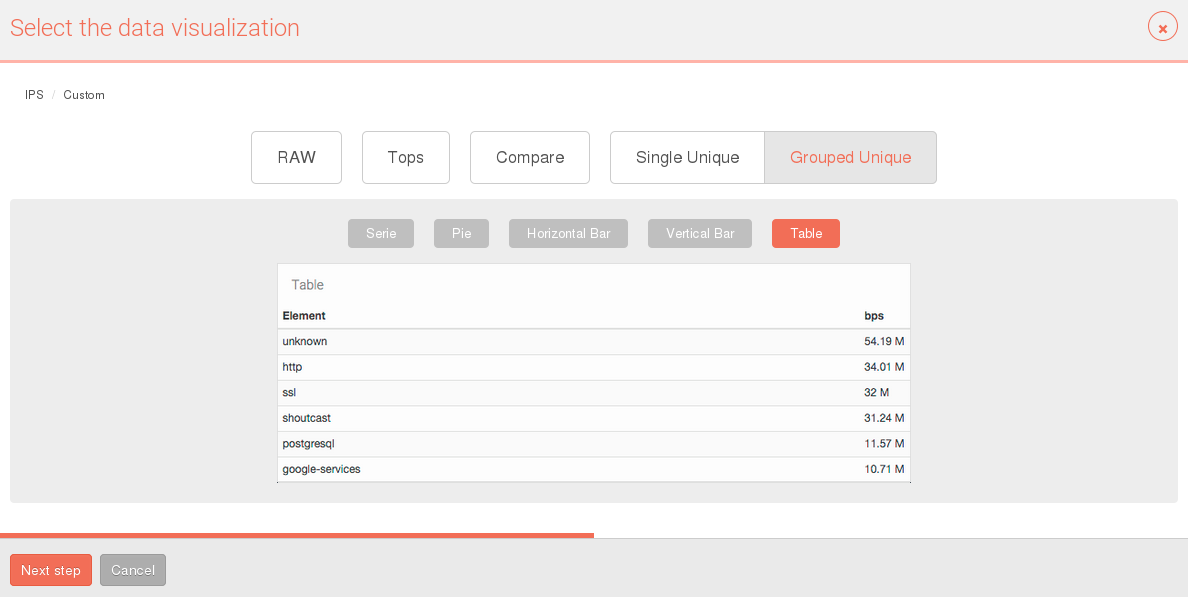 Select the data visualization
IPS / Custom
RAW Tops Compare Single Unique Grouped Unique
Serie Pie Horizontal Bar Vertical Bar Table
Table
Element bps
unknown 54.19 M
http 34.01 M
ssl 32 M
shoutcast 31.24 M
postgresql 11.57 M
google-services 10.71 M
Next step Cancel